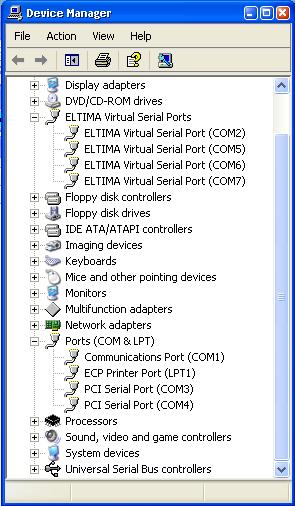 Device Manager
File Action View Help
Display adapters
DVD/CD-ROM drives
ELTIMA Virtual Serial Ports
ELTIMA Virtual Serial Port (COM2)
ELTIMA Virtual Serial Port (COM5)
ELTIMA Virtual Serial Port (COM6)
ELTIMA Virtual Serial Port (COM7)
Floppy disk controllers
Floppy disk drives
IDE ATA/ATAPI controllers
Imaging devices
Keyboards
Mice and other pointing devices
Monitors
Multifunction adapters
Network adapters
Ports (COM & LPT)
Communications Port (COM1)
ECP Printer Port (LPT1)
PCI Serial Port (COM3)
PCI Serial Port (COM4)
Processors
Sound, video and game controllers
System devices
Universal Serial Bus controllers